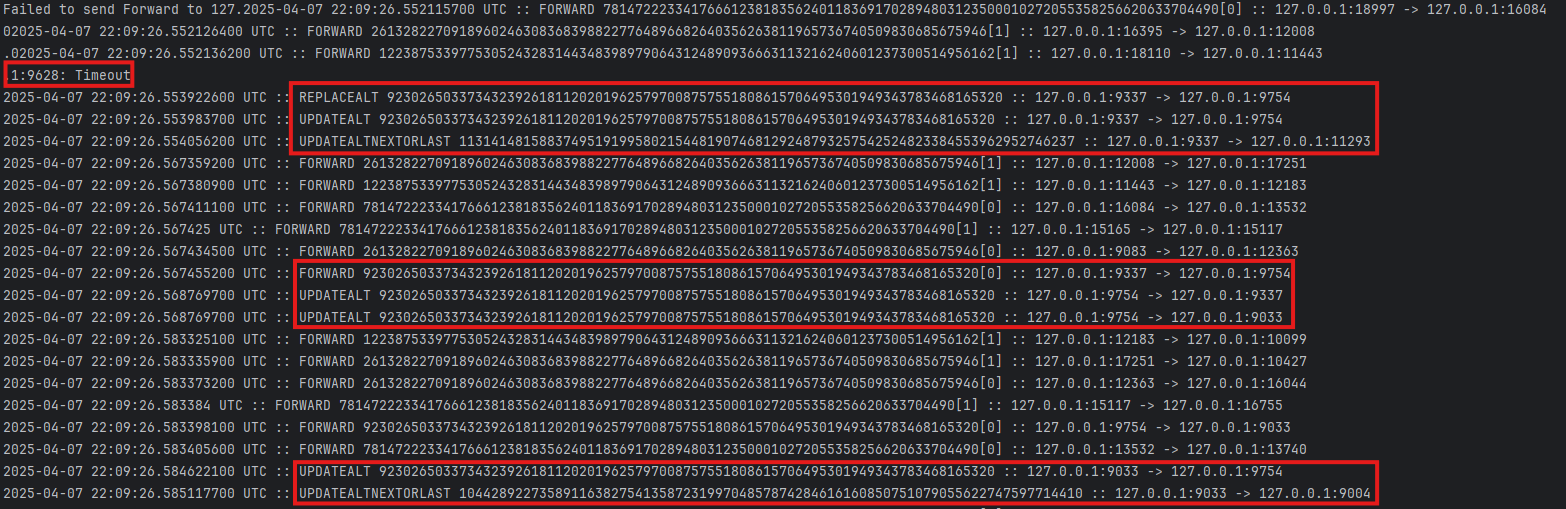 Failed to send Forward to 127.2025-04-07 22:09:26.552115700 UTC :: FORWARD 78147222334176661238183562401183691702894803123500010272055358256620633704490[0] :: 127.0.0.1:18997 -> 127.0.0.1:16084
02025-04-07 22:09:26.552126400 UTC :: FORWARD 26132822709189602463083683988227764896682640356263811965736740509830685675946[1] :: 127.0.0.1:16395 -> 127.0.0.1:12008
.02025-04-07 22:09:26.552136200 UTC :: FORWARD 12238753397753052432831443483989790643124890936663113216240601237300514956162[1] :: 127.0.0.1:18110 -> 127.0.0.1:11443
.1:9628: Timeout
2025-04-07 22:09:26.553922600 UTC :: REPLACEALT 92302650337343239261811202019625797008757551808615706495301949343783468165320 :: 127.0.0.1:9337 -> 127.0.0.1:9754
2025-04-07 22:09:26.553983700 UTC :: UPDATEALT 92302650337343239261811202019625797008757551808615706495301949343783468165320 :: 127.0.0.1:9337 -> 127.0.0.1:9754
2025-04-07 22:09:26.554056200 UTC :: UPDATEALTNEXTORLAST 11314148158837495191995802154481907468129248793257542524823384553962952746237 :: 127.0.0.1:9337 -> 127.0.0.1:11293
2025-04-07 22:09:26.567359200 UTC :: FORWARD 26132822709189602463083683988227764896682640356263811965736740509830685675946[1] :: 127.0.0.1:12008 -> 127.0.0.1:17251
2025-04-07 22:09:26.567380900 UTC :: FORWARD 12238753397753052432831443483989790643124890936663113216240601237300514956162[1] :: 127.0.0.1:11443 -> 127.0.0.1:12183
2025-04-07 22:09:26.567411100 UTC :: FORWARD 78147222334176661238183562401183691702894803123500010272055358256620633704490[0] :: 127.0.0.1:16084 -> 127.0.0.1:13532
2025-04-07 22:09:26.567425 UTC :: FORWARD 78147222334176661238183562401183691702894803123500010272055358256620633704490[1] :: 127.0.0.1:15165 -> 127.0.0.1:15117
2025-04-07 22:09:26.567434500 UTC :: FORWARD 26132822709189602463083683988227764896682640356263811965736740509830685675946[0] :: 127.0.0.1:9083 -> 127.0.0.1:12363
2025-04-07 22:09:26.567455200 UTC :: FORWARD 92302650337343239261811202019625797008757551808615706495301949343783468165320[0] :: 127.0.0.1:9337 -> 127.0.0.1:9754
2025-04-07 22:09:26.568769700 UTC :: UPDATEALT 92302650337343239261811202019625797008757551808615706495301949343783468165320 :: 127.0.0.1:9754 -> 127.0.0.1:9337
2025-04-07 22:09:26.568769700 UTC :: UPDATEALT 92302650337343239261811202019625797008757551808615706495301949343783468165320 :: 127.0.0.1:9754 -> 127.0.0.1:9033
2025-04-07 22:09:26.583325100 UTC :: FORWARD 12238753397753052432831443483989790643124890936663113216240601237300514956162[1] :: 127.0.0.1:12183 -> 127.0.0.1:10099
2025-04-07 22:09:26.583335900 UTC :: FORWARD 26132822709189602463083683988227764896682640356263811965736740509830685675946[1] :: 127.0.0.1:17251 -> 127.0.0.1:10427
2025-04-07 22:09:26.583373200 UTC :: FORWARD 26132822709189602463083683988227764896682640356263811965736740509830685675946[0] :: 127.0.0.1:12363 -> 127.0.0.1:16044
2025-04-07 22:09:26.583384 UTC :: FORWARD 78147222334176661238183562401183691702894803123500010272055358256620633704490[1] :: 127.0.0.1:15117 -> 127.0.0.1:16755
2025-04-07 22:09:26.583398100 UTC :: FORWARD 92302650337343239261811202019625797008757551808615706495301949343783468165320[0] :: 127.0.0.1:9754 -> 127.0.0.1:9033
2025-04-07 22:09:26.583405600 UTC :: FORWARD 78147222334176661238183562401183691702894803123500010272055358256620633704490[0] :: 127.0.0.1:13532 -> 127.0.0.1:13740
2025-04-07 22:09:26.584622100 UTC :: UPDATEALT 92302650337343239261811202019625797008757551808615706495301949343783468165320 :: 127.0.0.1:9033 -> 127.0.0.1:9754
2025-04-07 22:09:26.585117700 UTC :: UPDATEALTNEXTORLAST 104428922735891163827541358723199704857874284616160850751079055622747597714410 :: 127.0.0.1:9033 -> 127.0.0.1:9004